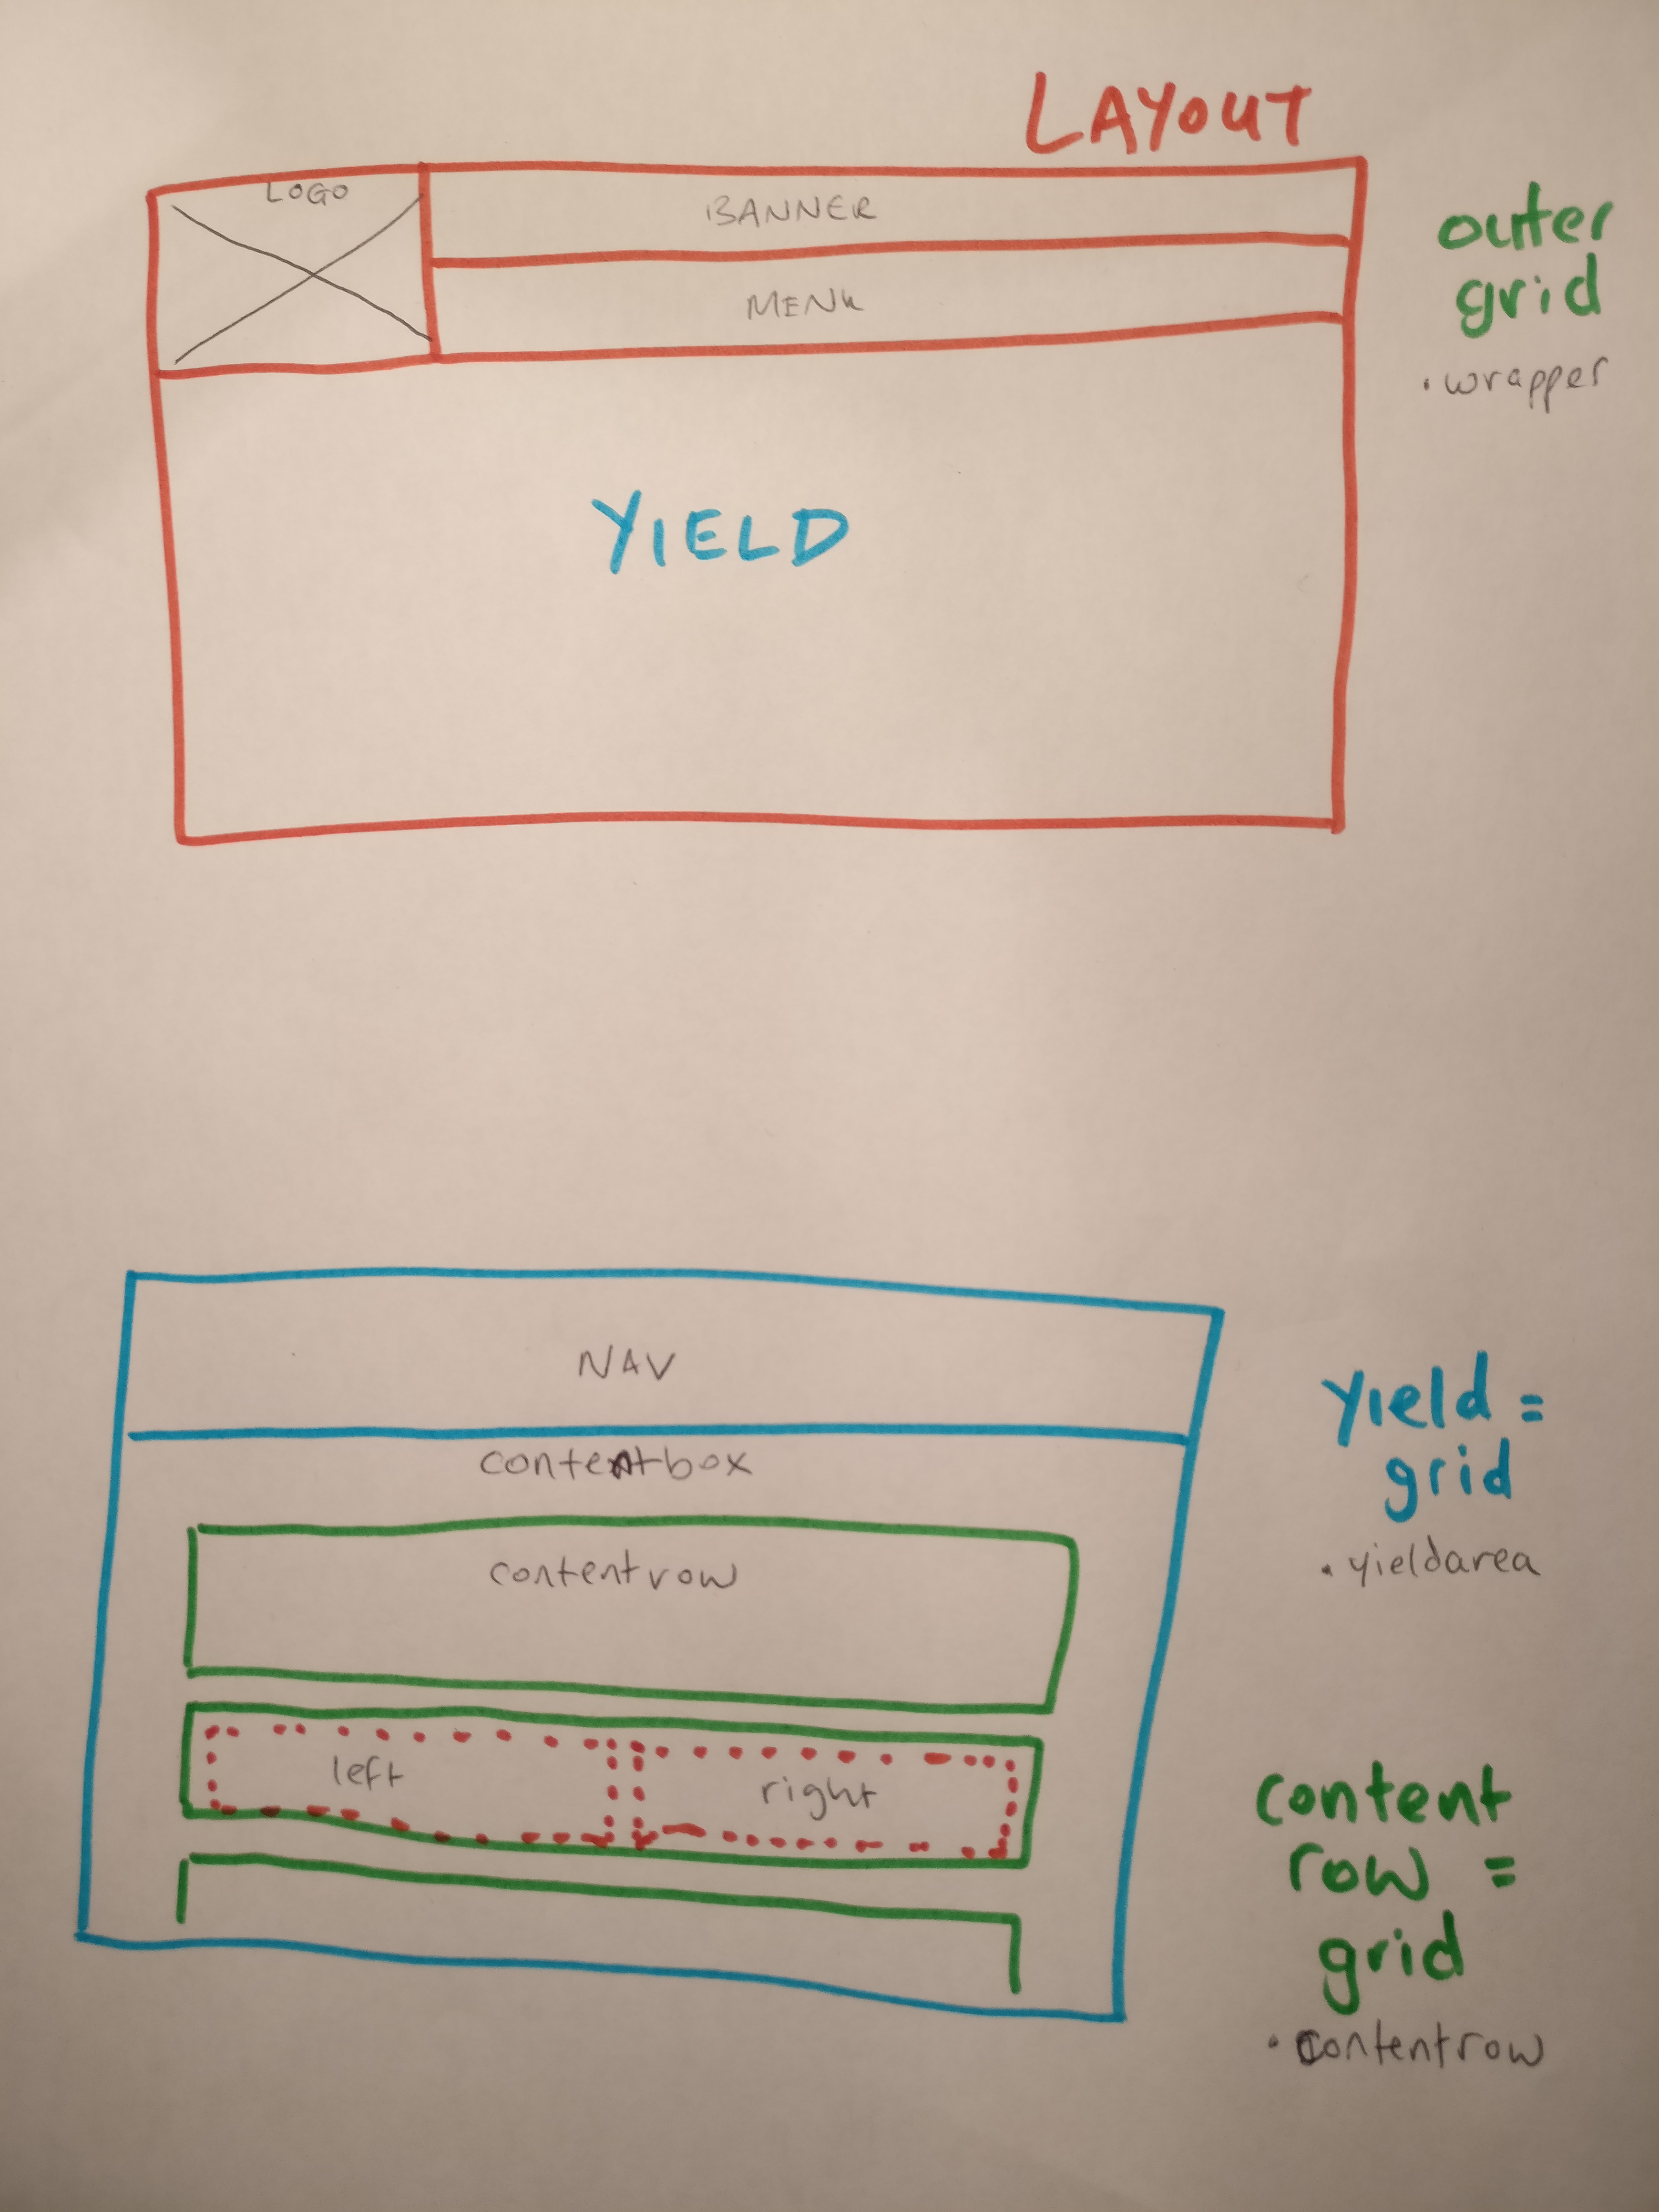 LAYOUT
LOGO
BANNER
MENU
outer
grid
.wrapper
YIELD
NAV
contentbox
contentrow
left
right
yield =
grid
.yieldarea
content
row =
grid
.contentrow